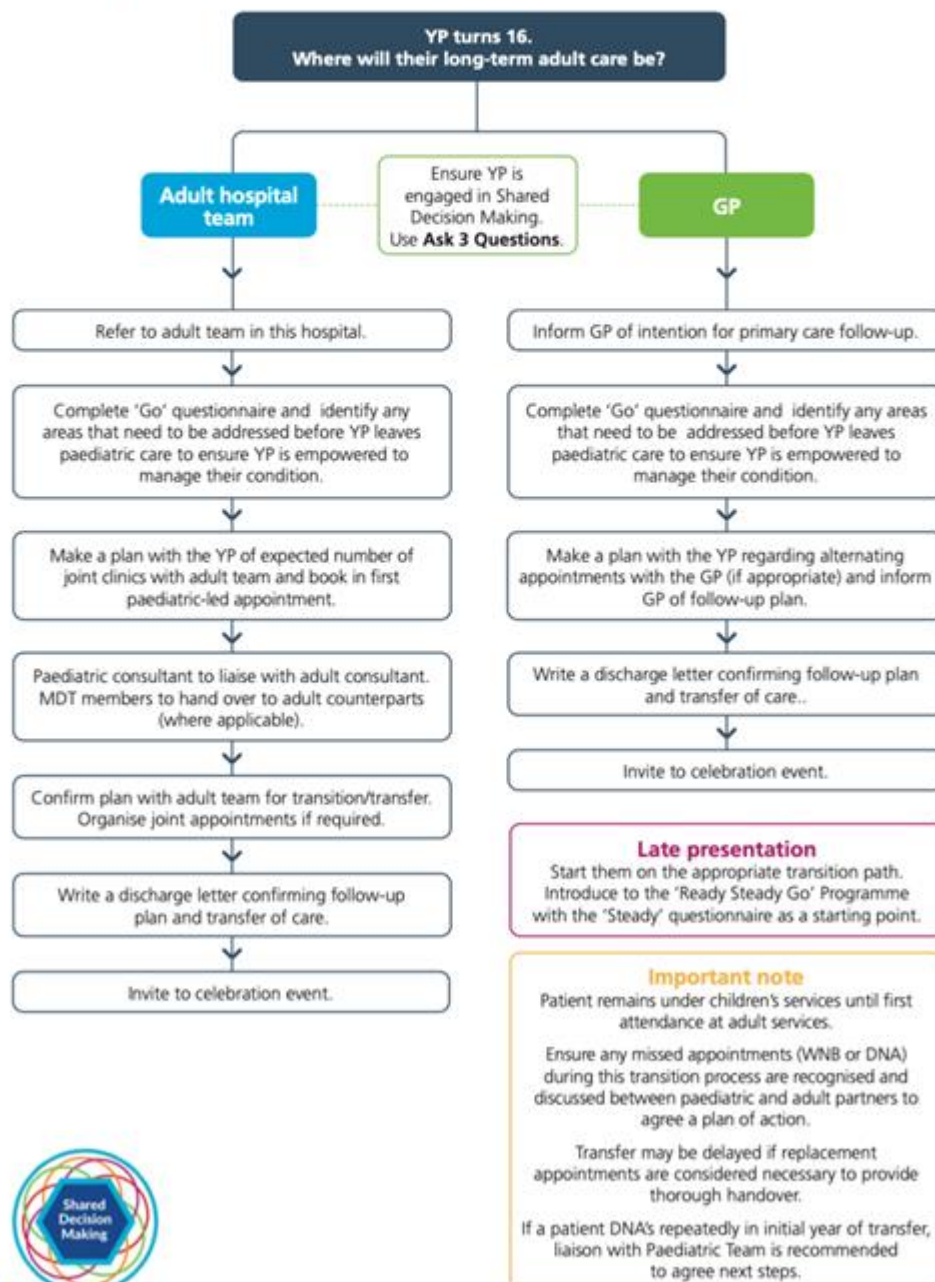 YP turns 16.
Where will their long-term adult care be?
Adult hospital
team
Ensure YP is
engaged in Shared
Decision Making.
Use Ask 3 Questions.
GP
Refer to adult team in this hospital.
Complete ‘Go’ questionnaire and identify any
areas that need to be addressed before YP leaves
paediatric care to ensure YP is empowered to
manage their condition.
Make a plan with the YP of expected number of
joint clinics with adult team and book in first
paediatric-led appointment.
Paediatric consultant to liaise with adult consultant.
MDT members to hand over to adult counterparts
(where applicable).
Confirm plan with adult team for transition/transfer.
Organise joint appointments if required.
Write a discharge letter confirming follow-up
plan and transfer of care.
Invite to celebration event.
Inform GP of intention for primary care follow-up.
Complete ‘Go’ questionnaire and identify any areas
that need to be addressed before YP leaves
paediatric care to ensure YP is empowered to
manage their condition.
Make a plan with the YP regarding alternating
appointments with the GP (if appropriate) and inform
GP of follow-up plan.
Write a discharge letter confirming follow-up plan
and transfer of care..
Invite to celebration event.
Late presentation
Start them on the appropriate transition path.
Introduce to the ‘Ready Steady Go’ Programme
with the ‘Steady’ questionnaire as a starting point.
Important note
Patient remains under children’s services until first
attendance at adult services.
Ensure any missed appointments (WNB or DNA)
during this transition process are recognised and
discussed between paediatric and adult partners to
agree a plan of action.
Transfer may be delayed if replacement
appointments are considered necessary to provide
thorough handover.
If a patient DNA’s repeatedly in initial year of transfer,
liaison with Paediatric Team is recommended
to agree next steps.
Shared
Decision
Making